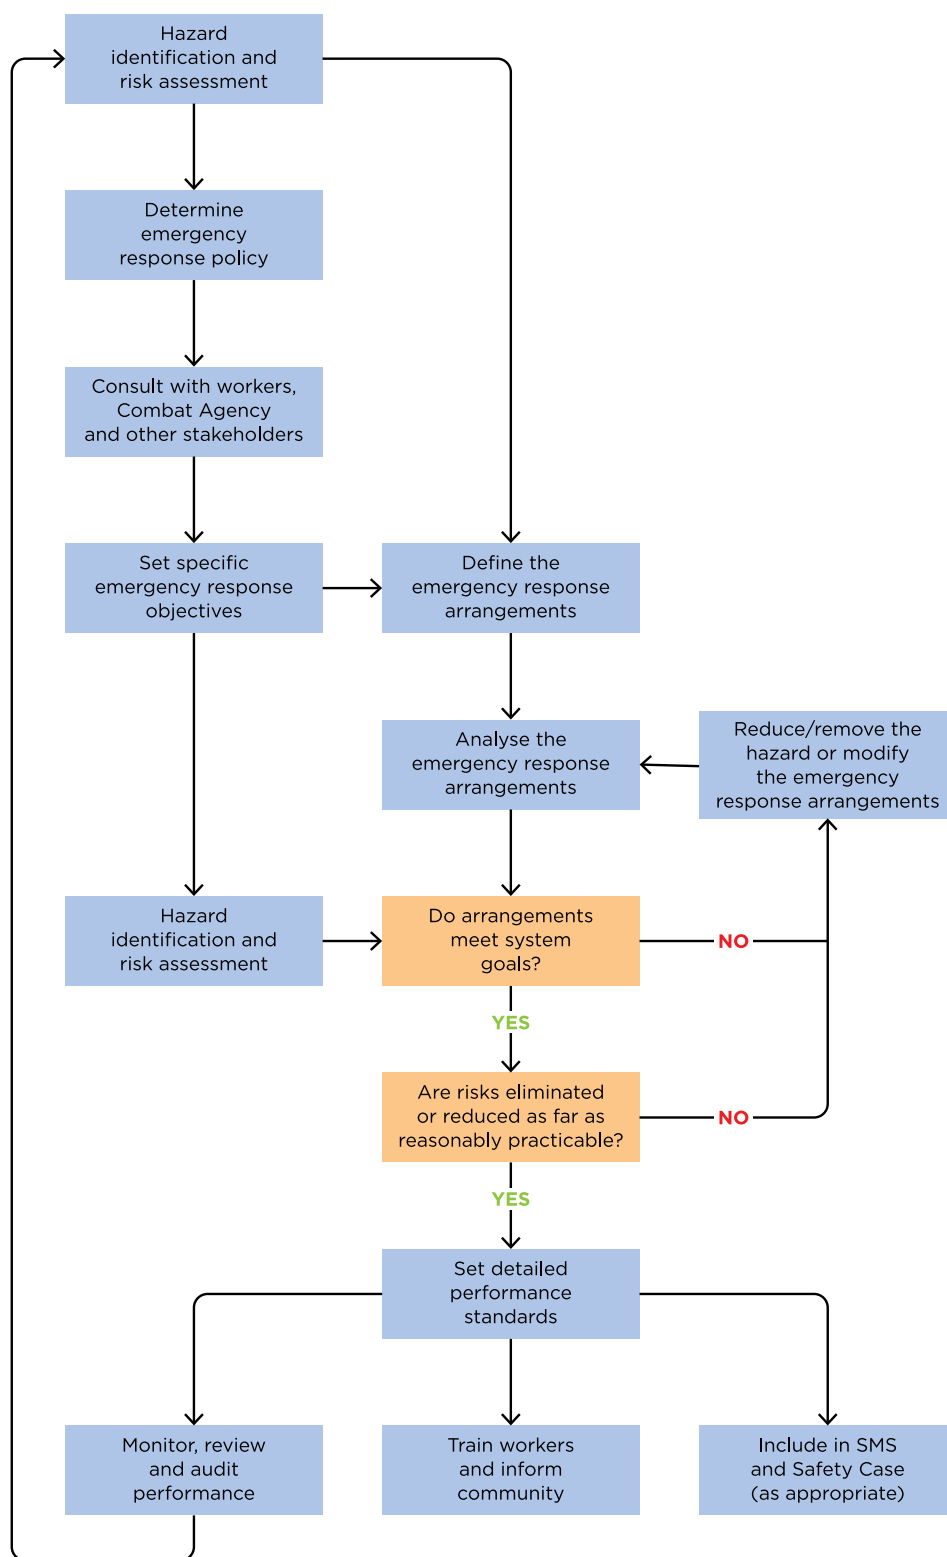 Hazard
identification and
risk assessment
Determine
emergency
response policy
Consult with workers,
Combat Agency
and other stakeholders
Set specific
emergency response
objectives
Define the
emergency response
arrangements
Analyse the
emergency response
arrangements
Reduce/remove the
hazard or modify
the emergency
response arrangements
Hazard
identification and
risk assessment
Do arrangements
meet system
goals?
NO
YES
Are risks eliminated
or reduced as far as
reasonably practicable?
NO
YES
Set detailed
performance
standards
Monitor, review
and audit
performance
Train workers
and inform
community
Include in SMS
and Safety Case
(as appropriate)